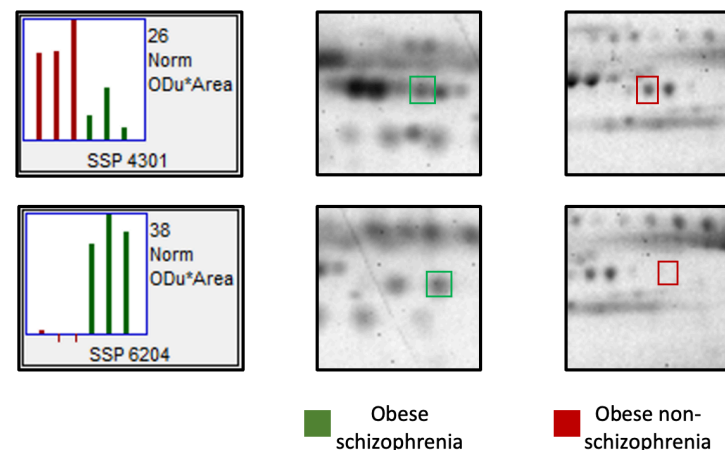 26
Norm
ODu*Area
SSP 4301
38
Norm
ODu*Area
SSP 6204
Obese
schizophrenia
Obese non-
schizophrenia